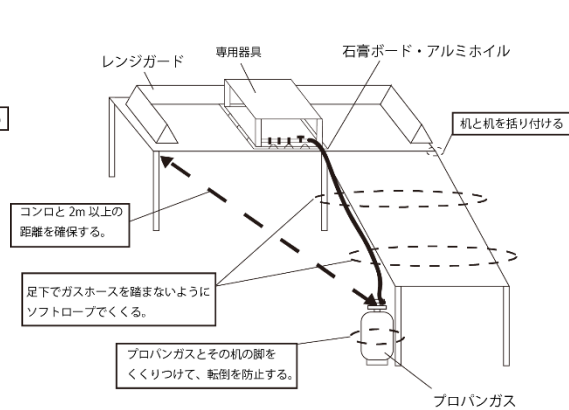 専用器具
石膏ボード・アルミホイル
レンジガード
机と机を括り付ける
コンロと 2m 以上の
距離を確保する。
足下でガスホースを踏まないように
ソフトロープでくくる。
プロパンガスとその机の脚を
くくりつけて、転倒を防止する。
プロパンガス